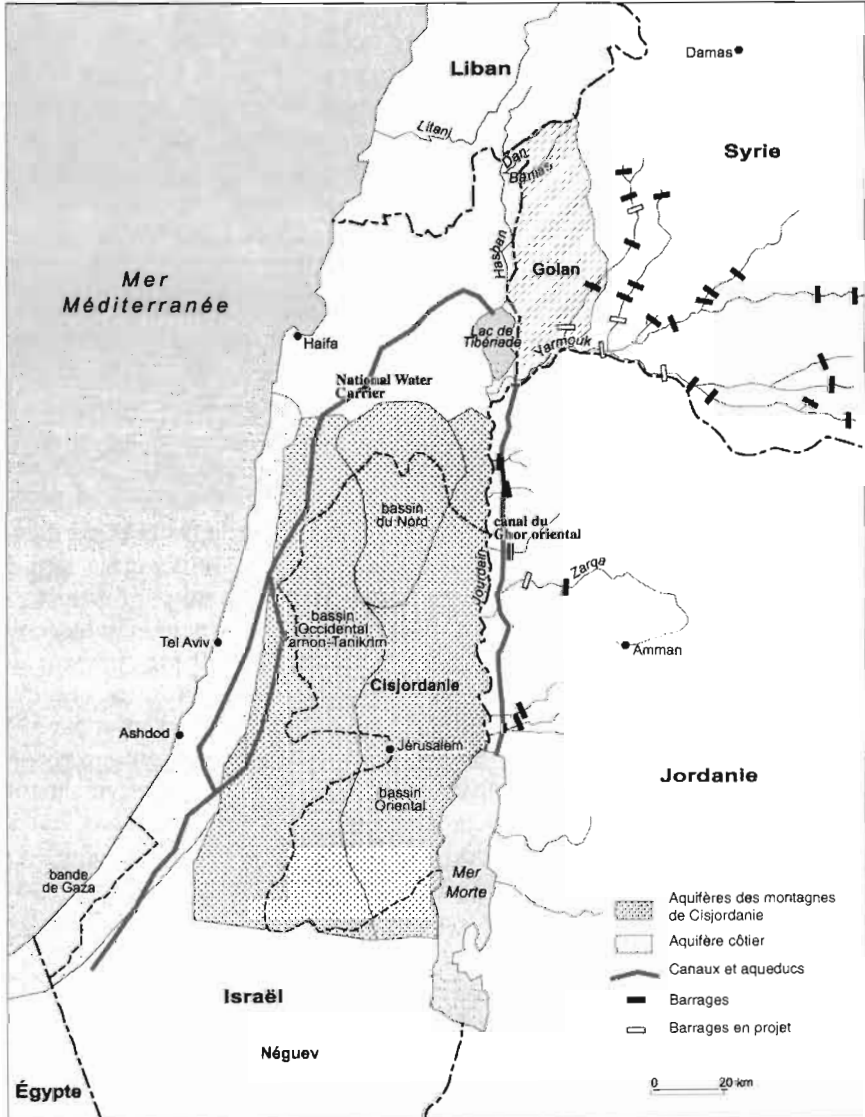 Liban
Damas
Litani
Syrie
Dan
Banias
Hasbani
Golan
Mer
Méditerranée
Lac de
Tibériade
Yarmouk
Haifa
National Water
Carrier
bassin
du Nord
canal du
Ghor oriental
Jourdain
Zarqa
bassin
Occidental
arnon-Tanikrim
Tel Aviv
Amman
Cisjordanie
Ashdod
Jérusalem
Jordanie
bassin
Oriental
bande
de Gaza
Mer
Morte
Aquifères des montagnes
de Cisjordanie
Aquifère côtier
Canaux et aqueducs
Barrages
Barrages en projet
Israël
Néguev
Égypte
0 20 km